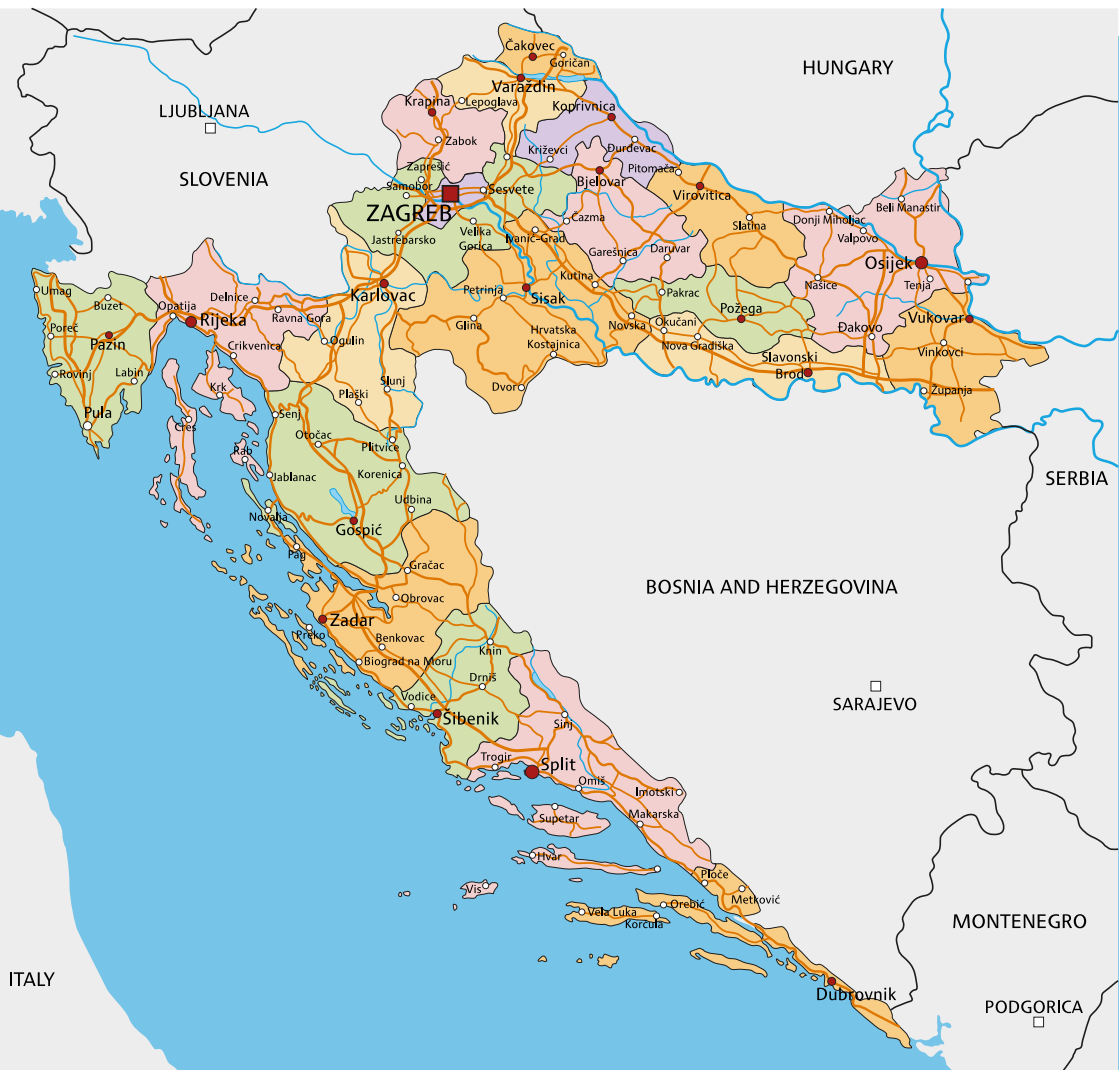 HUNGARY
Čakovec
Goričan
Varaždin
LJUBLJANA
Krapina
Lepoglava
Koprivnica
Zabok
Križevci
Đurđevac
Zaprešić
Pitomača
SLOVENIA
Samobor
Sesvete
Bjelovar
Virovitica
ZAGREB
Čazma
Slatina
Donji Miholjac
Beli Manastir
Jastrebarsko
Velika
Gorica
Ivanić-Grad
Valpovo
Garešnica
Daruvar
Osijek
Umag
Buzet
Opatija
Delnice
Karlovac
Petrinja
Sisak
Kutina
Pakrac
Našice
Tenja
Poreč
Pazin
Rijeka
Ravna Gora
Glina
Hrvatska
Kostajnica
Novska
Okučani
Požega
Đakovo
Vukovar
Crikvenica
Ogulin
Nova Gradiška
Slavonski
Brod
Vinkovci
Rovinj
Labin
Krk
Slunj
Dvor
Županja
Plaški
Pula
Cres
Senj
Otočac
Plitvice
Rab
Jablanac
Korenica
SERBIA
Novalja
Udbina
Gospić
Pag
Gračac
BOSNIA AND HERZEGOVINA
Obrovac
Zadar
Preko
Benkovac
Knin
Biograd na Moru
Drniš
Vodice
SARAJEVO
Šibenik
Sinj
Trogir
Split
Omiš
Imotski
Supetar
Makarska
Hvar
Ploče
Vis
Metković
Orebić
Vela Luka
Korcula
MONTENEGRO
ITALY
Dubrovnik
PODGORICA